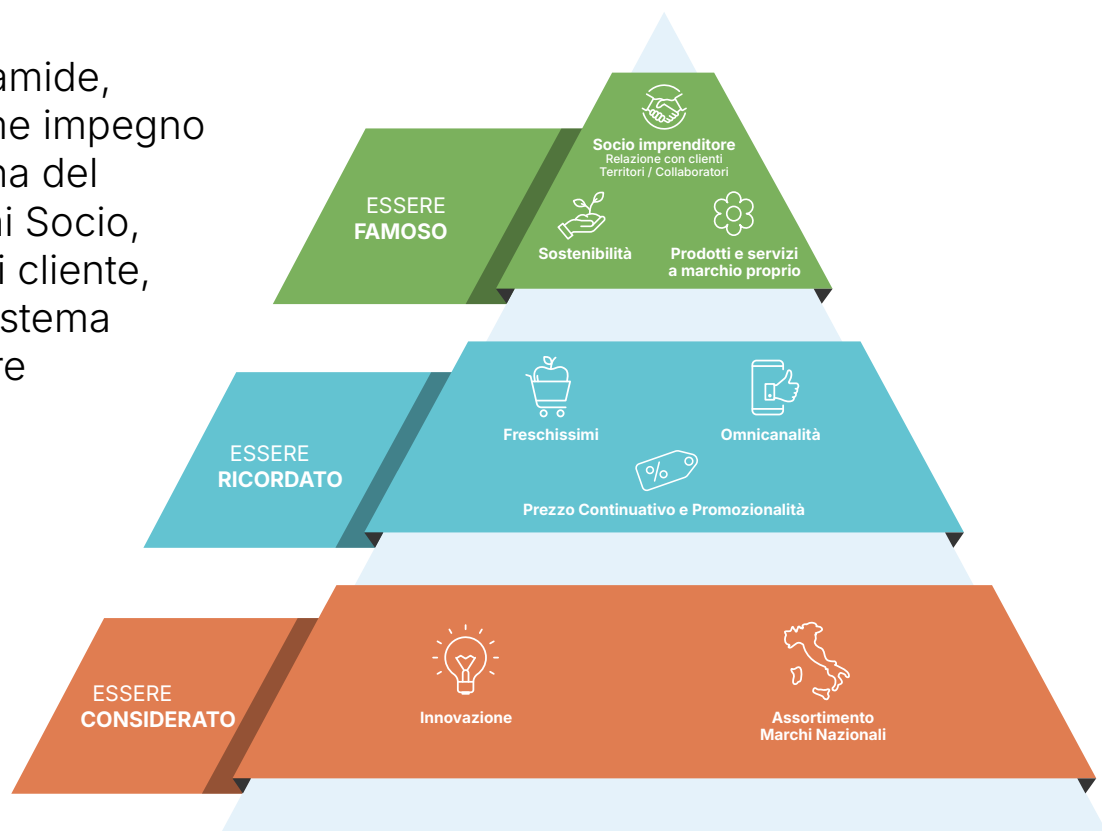 amide,
ne impegno
na del
ni Socio,
i cliente,
stema
re
ESSERE
FAMOSO
Socio imprenditore
Relazione con clienti
Territori / Collaboratori
Sostenibilità
Prodotti e servizi
a marchio proprio
ESSERE
RICORDATO
Freschissimi
Omnicanalità
%
Prezzo Continuativo e Promozionalità
ESSERE
CONSIDERATO
Innovazione
Assortimento
Marchi Nazionali